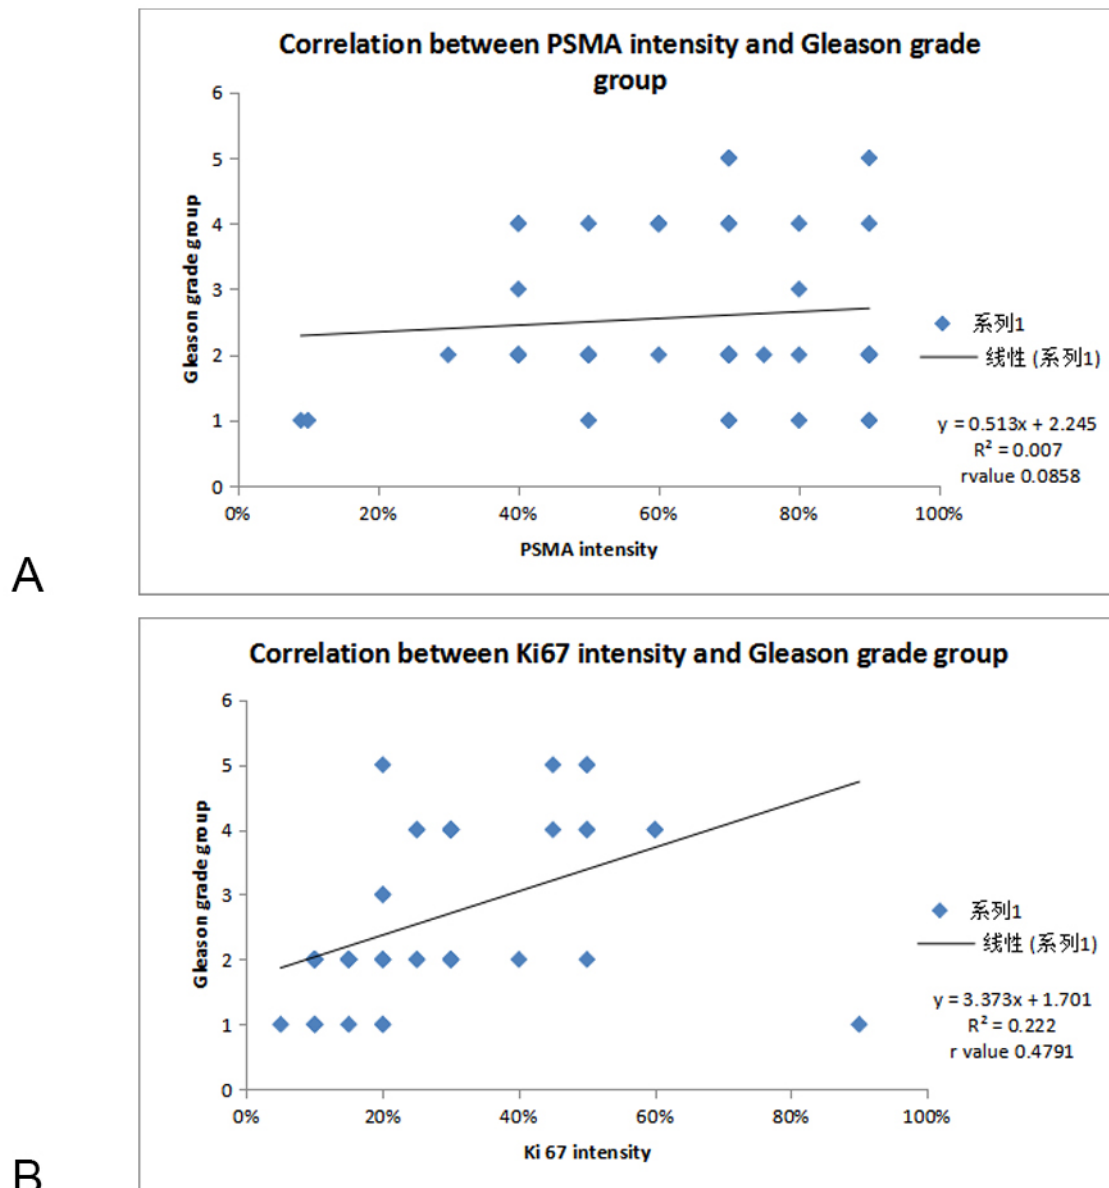 Correlation between PSMA intensity and Gleason grade
group
6
5
4
3
2
1
0
Gleason grade group
0% 20% 40% 60% 80% 100%
PSMA intensity
系列1
线性 (系列1)
y = 0.513x + 2.245
R² = 0.007
rvalue 0.0858
A
Correlation between Ki67 intensity and Gleason grade group
6
5
4
3
2
1
0
Gleason grade group
0% 20% 40% 60% 80% 100%
Ki 67 intensity
系列1
线性 (系列1)
y = 3.373x + 1.701
R² = 0.222
r value 0.4791
B